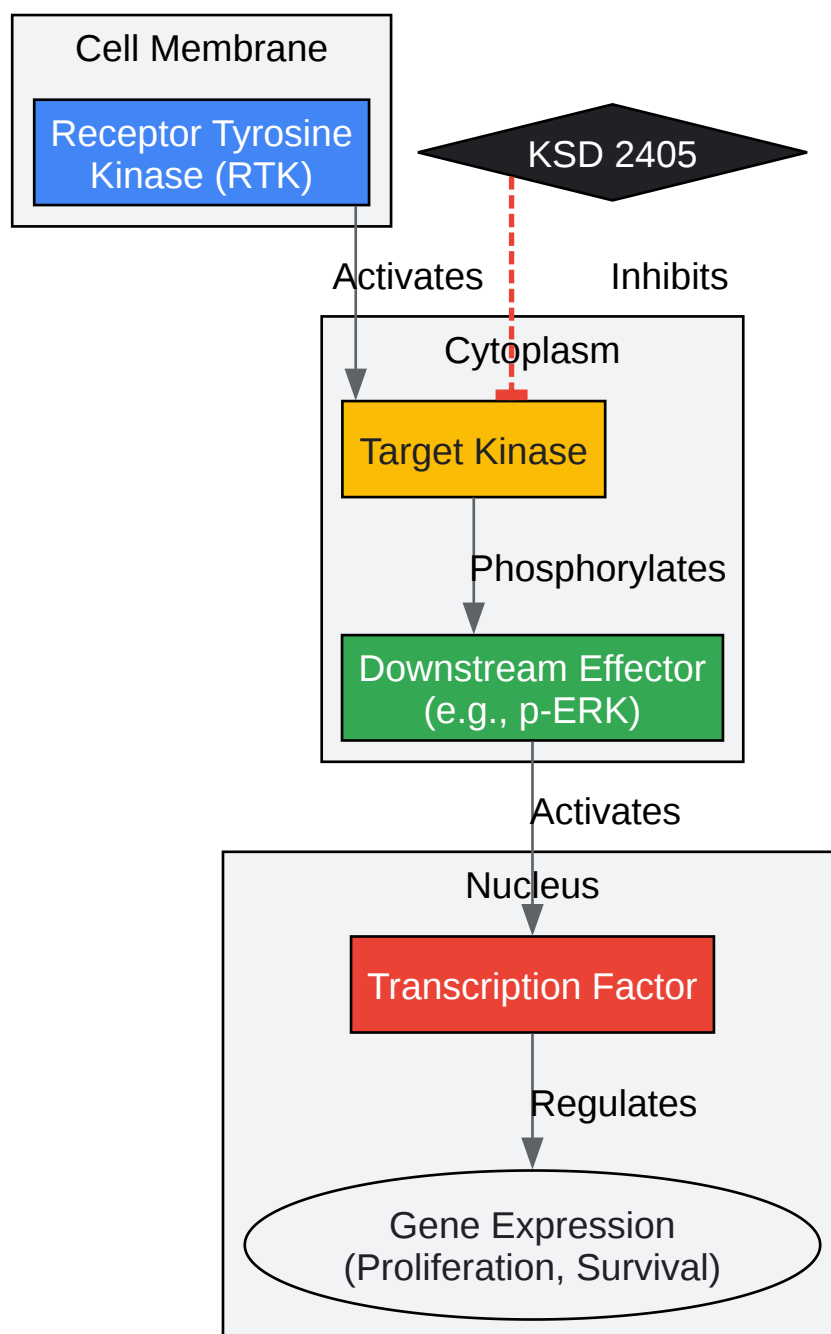 Cell Membrane
Receptor Tyrosine
Kinase (RTK)
KSD 2405
Activates
Inhibits
Cytoplasm
Target Kinase
Phosphorylates
Downstream Effector
(e.g., p-ERK)
Activates
Nucleus
Transcription Factor
Regulates
Gene Expression
(Proliferation, Survival)